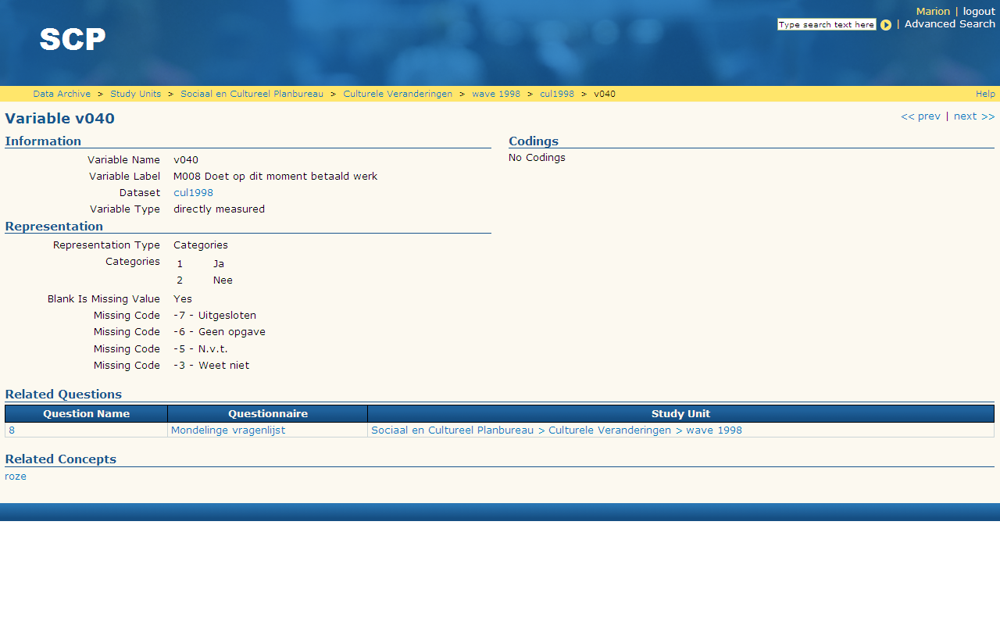 Marion | logout
SCP
Type search text here | Advanced Search
Data Archive > Study Units > Sociaal en Cultureel Planbureau > Culturele Veranderingen > wave 1998 > cul1998 > v040 Help
Variable v040
<< prev | next >>
Information
Variable Name v040
Variable Label M008 Doet op dit moment betaald werk
Dataset cul1998
Variable Type directly measured
Representation
Representation Type Categories
Categories 1 Ja
2 Nee
Blank Is Missing Value Yes
Missing Code -7 - Uitgesloten
Missing Code -6 - Geen opgave
Missing Code -5 - N.v.t.
Missing Code -3 - Weet niet
Codings
No Codings
Related Questions
Question Name Questionnaire Study Unit
8 Mondelinge vragenlijst Sociaal en Cultureel Planbureau > Culturele Veranderingen > wave 1998
Related Concepts
roze